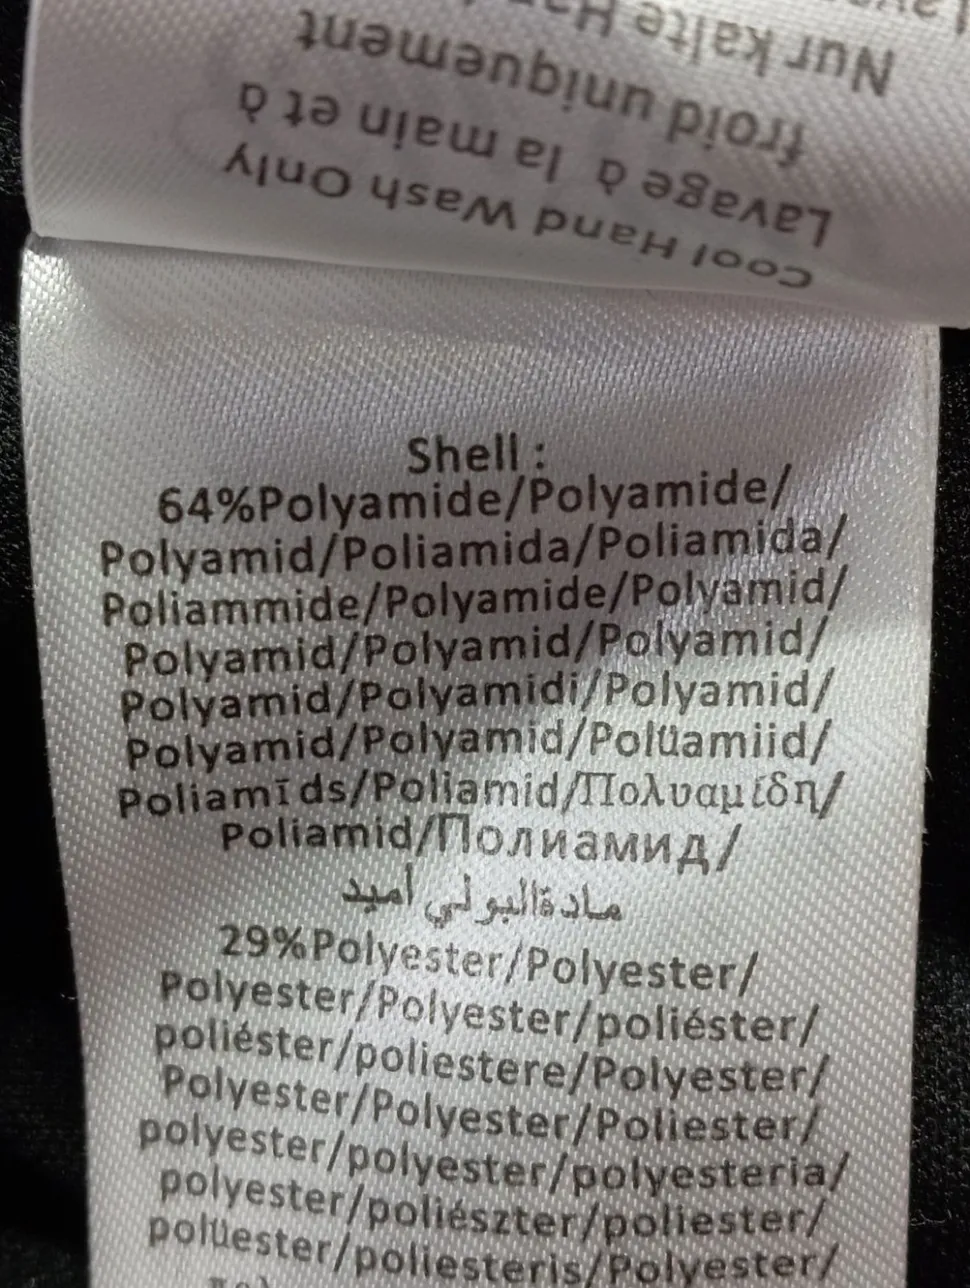 Cool Hand Wash Only
Lavage à la main et à
froid uniquement
Nur kalte
Shell :
64%Polyamide/Polyamide/
Polyamid/Poliamida/Poliamida/
Poliammide/Polyamide/Polyamid/
Polyamid/Polyamid/Polyamid/
Polyamid/Polyamidi/Polyamid/
Polyamid/Polyamid/Polüamiid/
Poliamīds/Poliamid/Πολυαμίδη/
Poliamid/Полиамид/
مادةالبولي أميد
29%Polyester/Polyester/
Polyester/Polyester/poliéster/
poliéster/poliestere/Polyester/
Polyester/Polyester/Poliester/
polyester/polyester/polyesteria/
polyester/poliészter/poliester/
polüester/poliesteris/Polyester/